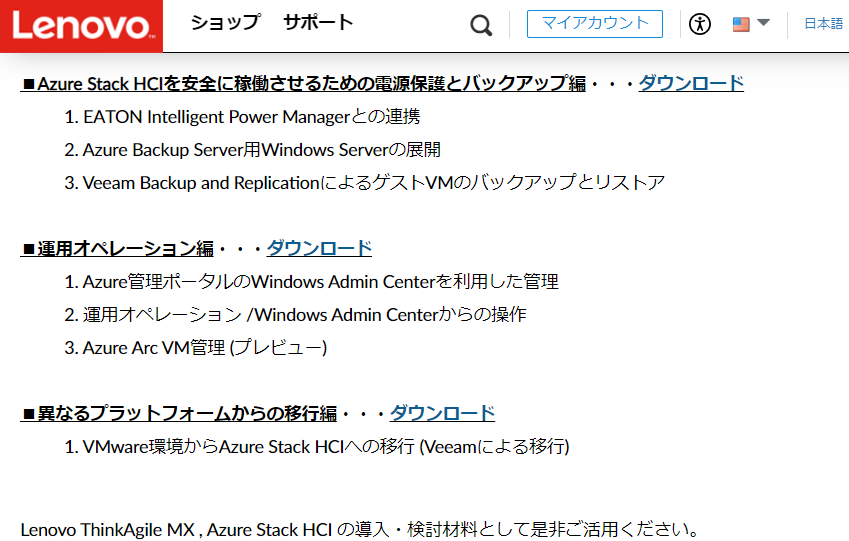 Lenovo™ ショップ サポート マイアカウント 日本語
■Azure Stack HCIを安全に稼働させるための電源保護とバックアップ編・・・ダウンロード
1. EATON Intelligent Power Managerとの連携
2. Azure Backup Server用Windows Serverの展開
3. Veeam Backup and ReplicationによるゲストVMのバックアップとリストア
■運用オペレーション編・・・ダウンロード
1. Azure管理ポータルのWindows Admin Centerを利用した管理
2. 運用オペレーション /Windows Admin Centerからの操作
3. Azure Arc VM管理 (プレビュー)
■異なるプラットフォームからの移行編・・・ダウンロード
1. VMware環境からAzure Stack HCIへの移行 (Veeamによる移行)
Lenovo ThinkAgile MX , Azure Stack HCI の導入・検討材料として是非ご活用ください。